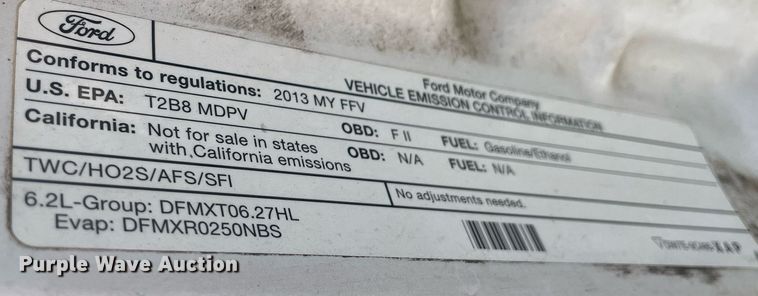 Ford
Ford Motor Company
VEHICLE EMISSION CONTROL INFORMATION
Conforms to regulations: 2013 MY FFV
U.S. EPA: T2B8 MDPV OBD: F II FUEL: Gasoline/Ethanol
California: Not for sale in states OBD: N/A FUEL: N/A
with California emissions
TWC/HO2S/AFS/SFI
No adjustments needed.
6.2L-Group: DFMXT06.27HL
Evap: DFMXR0250NBS
Purple Wave Auction